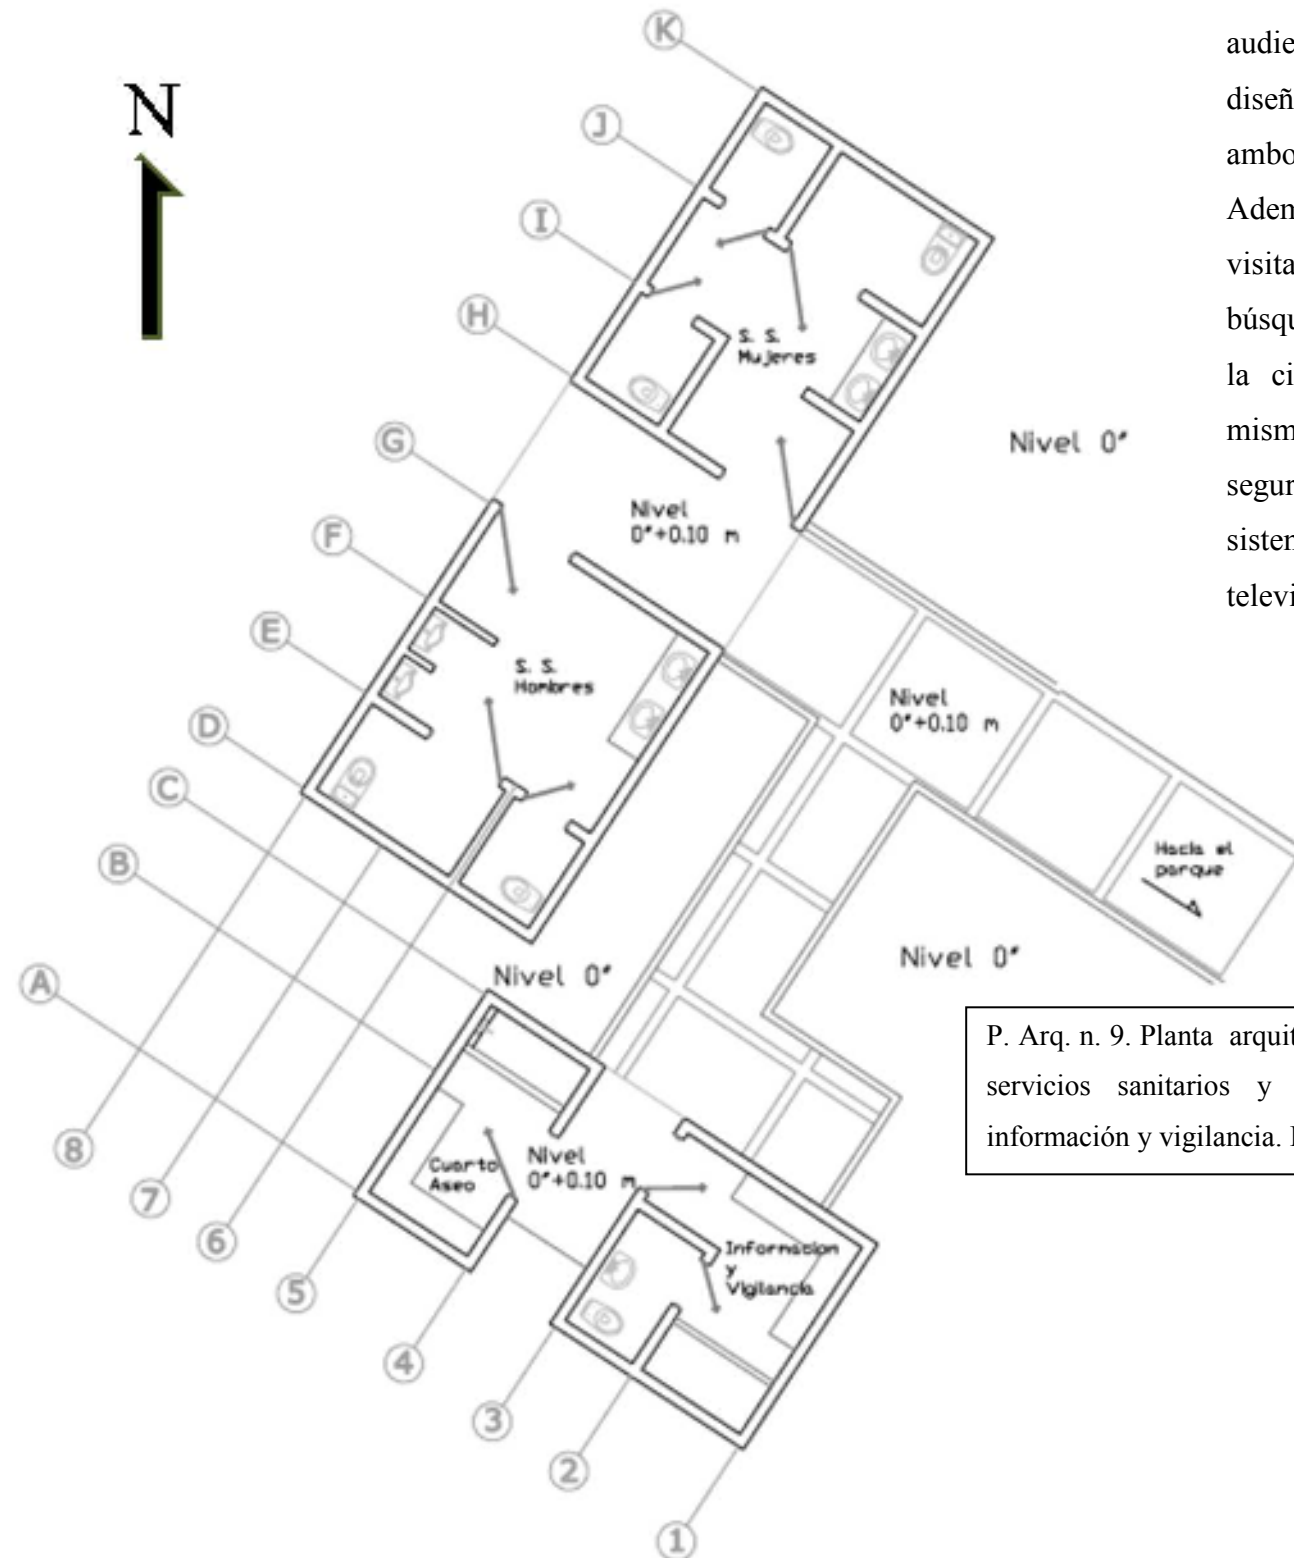 N
K
J
I
H
G
F
E
D
C
B
A
8
7
6
5
4
3
2
1
S. S.
Mujeres
Nivel 0*
Nivel
0*+0.10 m
S. S.
Hombres
Nivel
0*+0.10 m
Hacia el
parque
Nivel 0*
Nivel 0*
Cuarto
Aseo
Nivel
0*+0.10 m
Informacion
y
Vigilancia
audie
diseñ
ambo
Adem
visita
búsqu
la ci
mism
segur
sister
televi
P. Arq. n. 9. Planta arquit
servicios sanitarios y
información y vigilancia.